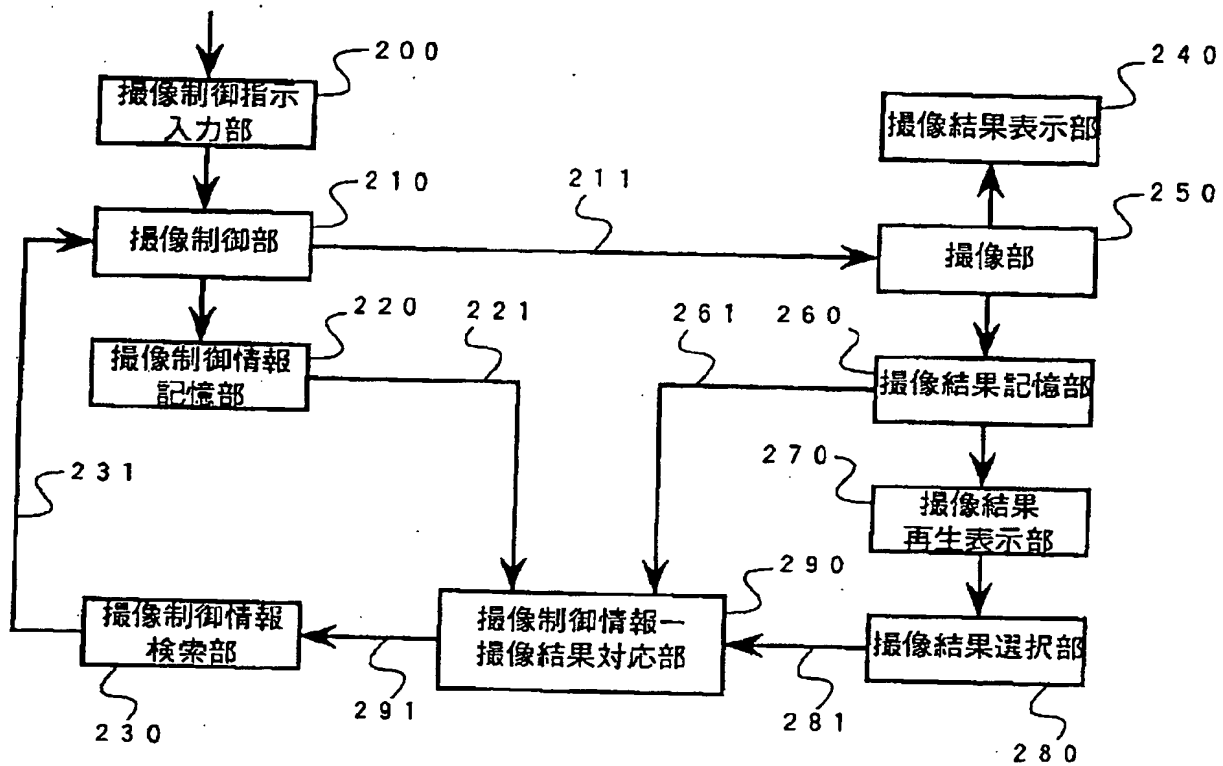 200
撮像制御指示
入力部
240
撮像結果表示部
210
撮像制御部
211
250
撮像部
220
撮像制御情報
記憶部
221
261
260
撮像結果記憶部
231
270
撮像結果
再生表示部
290
撮像制御情報ー
撮像結果対応部
撮像制御情報
検索部
230
291
撮像結果選択部
281
280